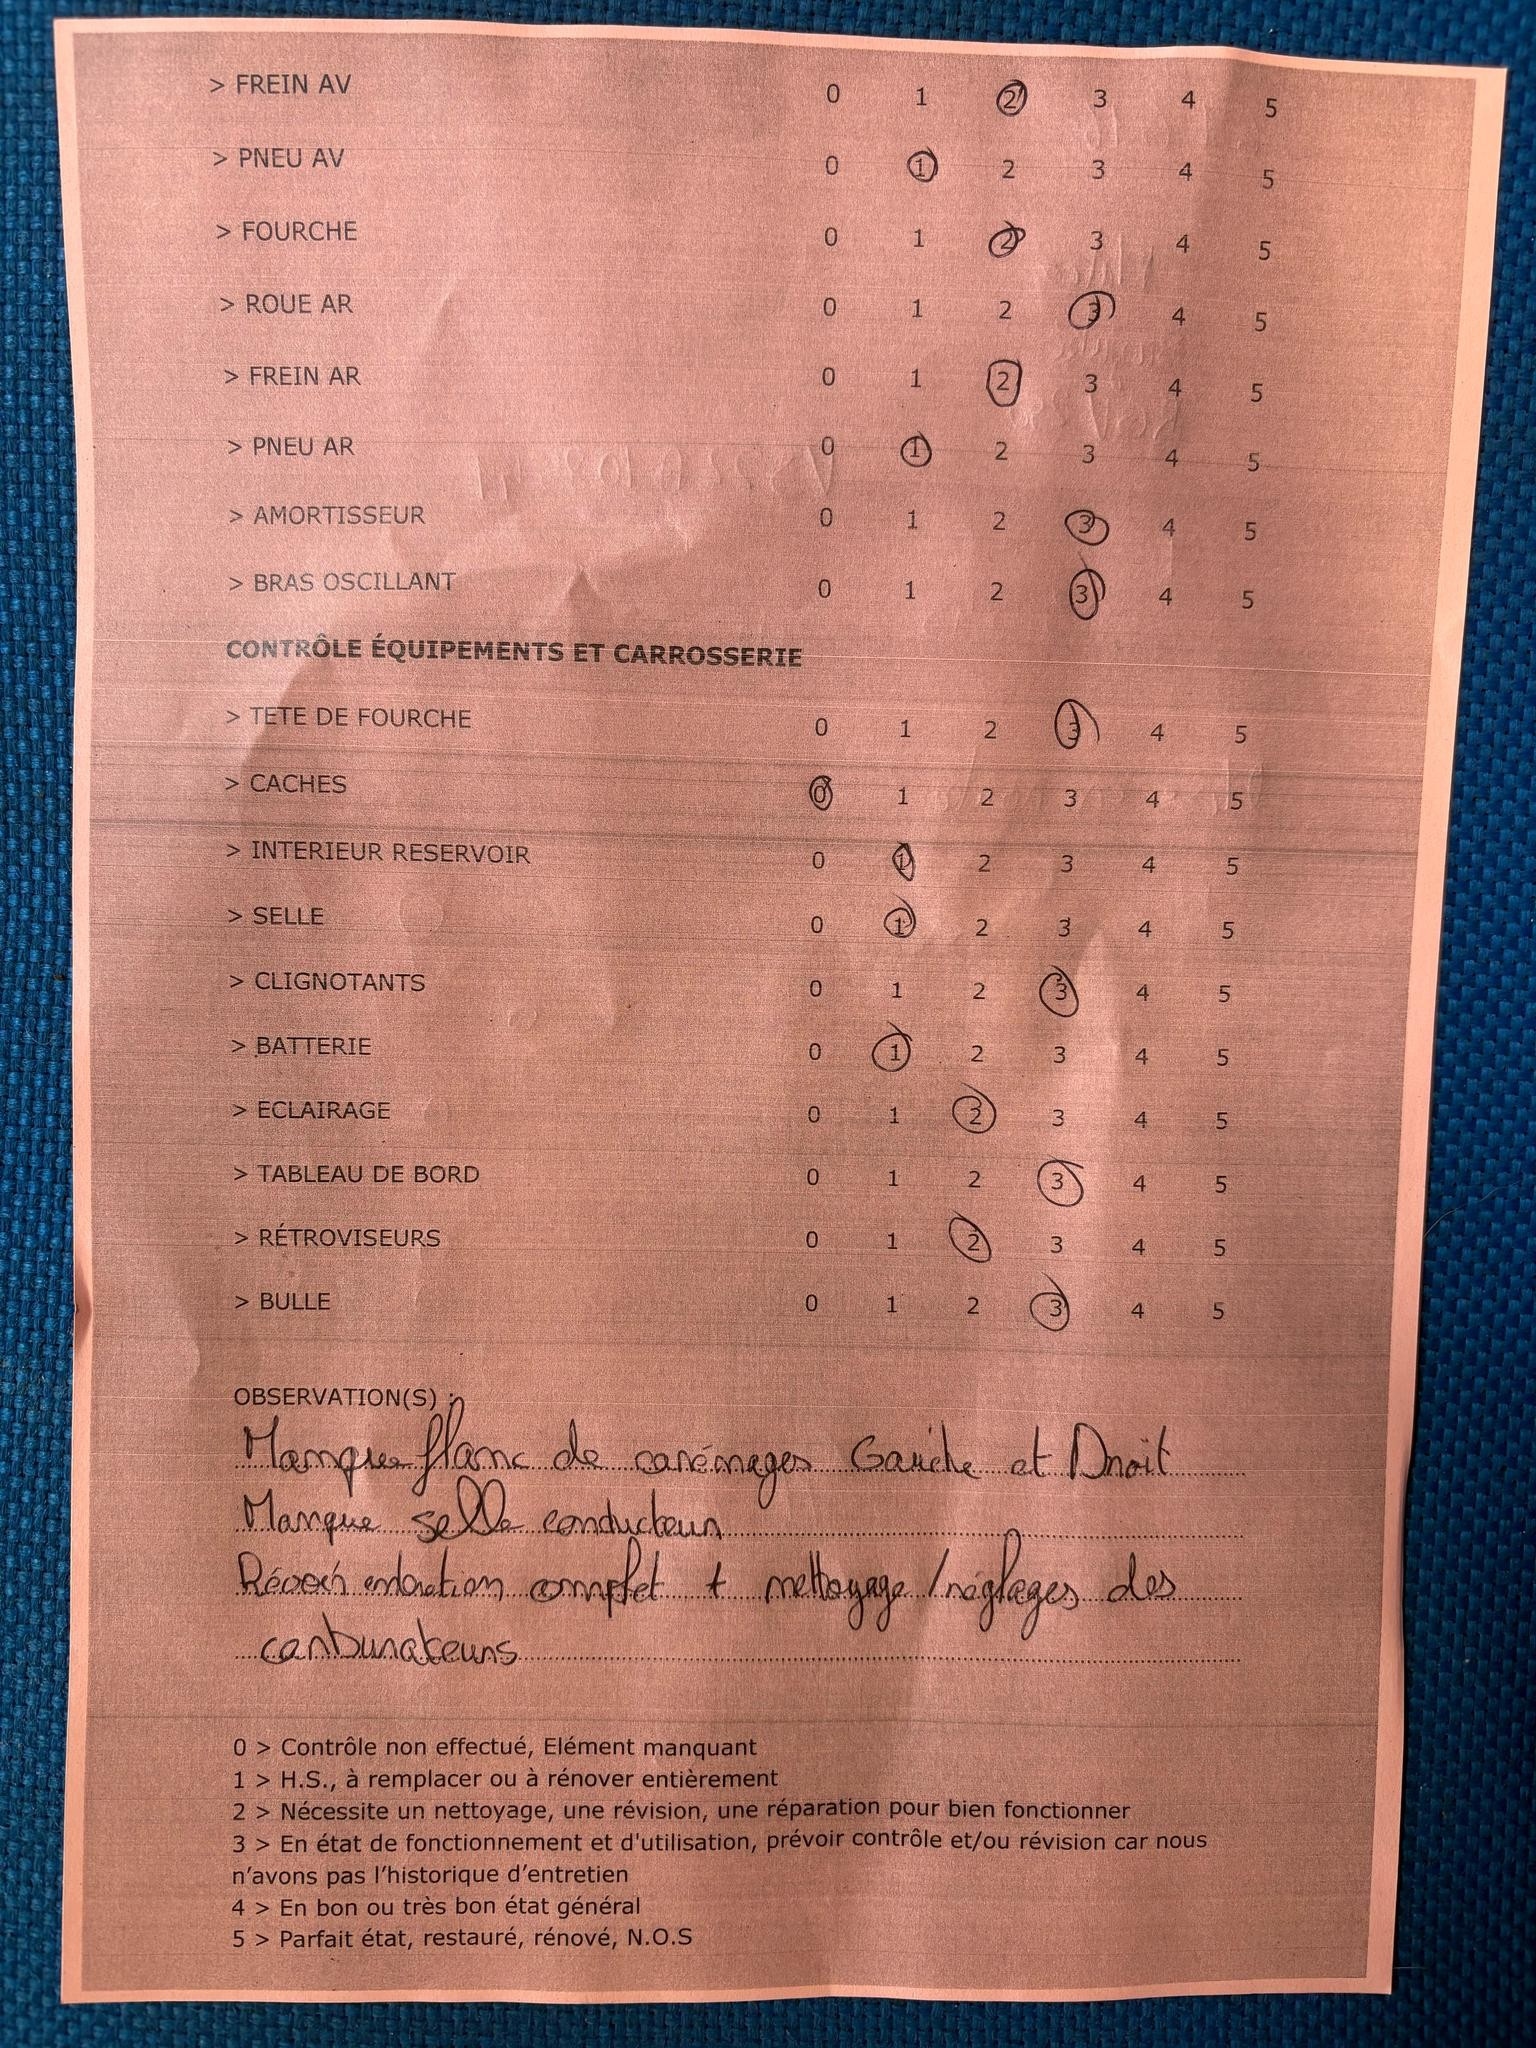 > FREIN AV 0 1 2 3 4 5
> PNEU AV 0 1 2 3 4 5
> FOURCHE 0 1 2 3 4 5
> ROUE AR 0 1 2 3 4 5
> FREIN AR 0 1 2 3 4 5
> PNEU AR 0 1 2 3 4 5
> AMORTISSEUR 0 1 2 3 4 5
> BRAS OSCILLANT 0 1 2 3 4 5
CONTRÔLE ÉQUIPEMENTS ET CARROSSERIE
> TETE DE FOURCHE 0 1 2 3 4 5
> CACHES 0 1 2 3 4 5
> INTERIEUR RESERVOIR 0 1 2 3 4 5
> SELLE 0 1 2 3 4 5
> CLIGNOTANTS 0 1 2 3 4 5
> BATTERIE 0 1 2 3 4 5
> ECLAIRAGE 0 1 2 3 4 5
> TABLEAU DE BORD 0 1 2 3 4 5
> RÉTROVISEURS 0 1 2 3 4 5
> BULLE 0 1 2 3 4 5
OBSERVATION(S) :
Manque flanc de carénages Gauche et Droit
Manque selle conducteur
complet + nettoyage / réglages des
carburateurs
0 > Contrôle non effectué, Elément manquant
1 > H.S., à remplacer ou à rénover entièrement
2 > Nécessite un nettoyage, une révision, une réparation pour bien fonctionner
3 > En état de fonctionnement et d'utilisation, prévoir contrôle et/ou révision car nous
n'avons pas l'historique d'entretien
4 > En bon ou très bon état général
5 > Parfait état, restauré, rénové, N.O.S